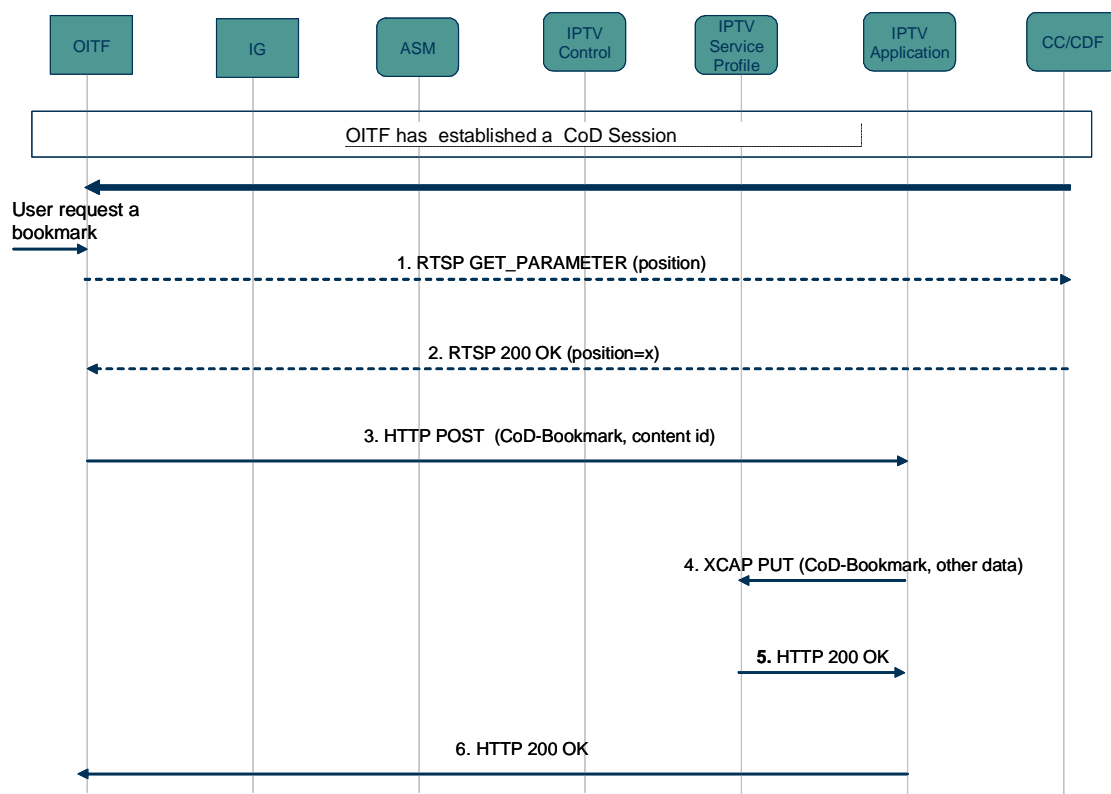 OITF
IG
ASM
IPTV
Control
IPTV
Service
Profile
IPTV
Application
CC/CDF
OITF has  established a  CoD Session
User request a
bookmark
1. RTSP GET_PARAMETER (position)
2. RTSP 200 OK (position=x)
3. HTTP POST  (CoD-Bookmark, content id)
4. XCAP PUT (CoD-Bookmark, other data)
5. HTTP 200 OK
6. HTTP 200 OK